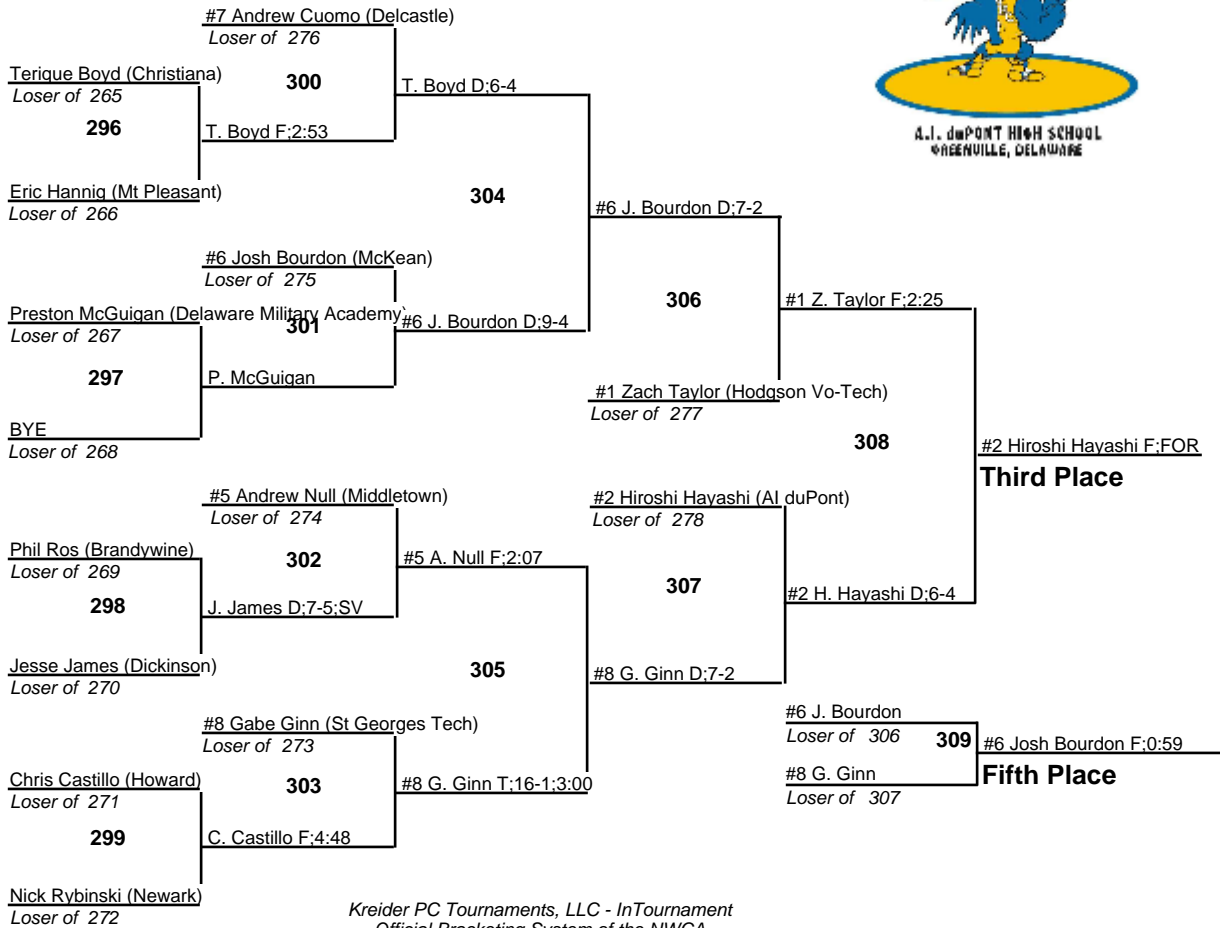 #7 Andrew Cuomo (Delcastle)
Loser of 276
Terique Boyd (Christiana)
Loser of 265
300
T. Boyd D;6-4
296
T. Boyd F;2:53
Eric Hannig (Mt Pleasant)
Loser of 266
304
#6 J. Bourdon D;7-2
#6 Josh Bourdon (McKean)
Loser of 275
Preston McGuigan (Delaware Military Academy)
Loser of 267
301
#6 J. Bourdon D;9-4
306
#1 Z. Taylor F;2:25
297
P. McGuigan
#1 Zach Taylor (Hodgson Vo-Tech)
Loser of 277
BYE
Loser of 268
308
#2 Hiroshi Hayashi F;FOR
Third Place
#5 Andrew Null (Middletown)
Loser of 274
#2 Hiroshi Hayashi (AI duPont)
Loser of 278
Phil Ros (Brandywine)
Loser of 269
302
#5 A. Null F;2:07
307
#2 H. Hayashi D;6-4
298
J. James D;7-5;SV
Jesse James (Dickinson)
Loser of 270
305
#8 G. Ginn D;7-2
#8 Gabe Ginn (St Georges Tech)
Loser of 273
#6 J. Bourdon
Loser of 306
309
#6 Josh Bourdon F;0:59
Fifth Place
#8 G. Ginn
Loser of 307
Chris Castillo (Howard)
Loser of 271
303
#8 G. Ginn T;16-1;3:00
299
C. Castillo F;4:48
Nick Rybinski (Newark)
Loser of 272
A.I. duPONT HIGH SCHOOL
GREENVILLE, DELAWARE
Kreider PC Tournaments, LLC - InTournament
Official Bracketing System of the NWCA